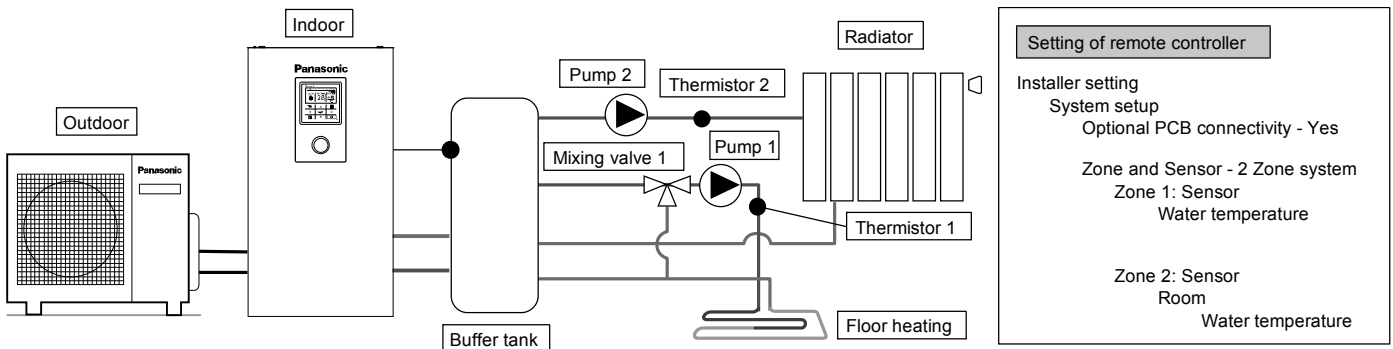 Indoor
Panasonic
Outdoor
Panasonic
Pump 2
Thermistor 2
Radiator
Mixing valve 1
Pump 1
Thermistor 1
Buffer tank
Floor heating
Setting of remote controller
Installer setting
System setup
Optional PCB connectivity - Yes
Zone and Sensor - 2 Zone system
Zone 1: Sensor
Water temperature
Zone 2: Sensor
Room
Water temperature